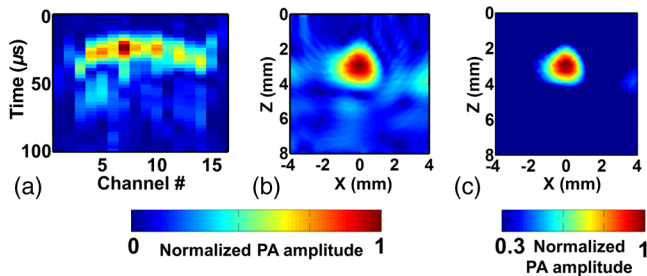 0
50
100
Time (µs)
5
10
15
Channel #
(a)
0
2
4
6
8
Z (mm)
-4
-2
0
2
4
X (mm)
(b)
0
2
4
6
8
Z (mm)
-4
-2
0
2
4
X (mm)
(c)
0
Normalized PA amplitude
1
0.3
Normalized
PA amplitude
1